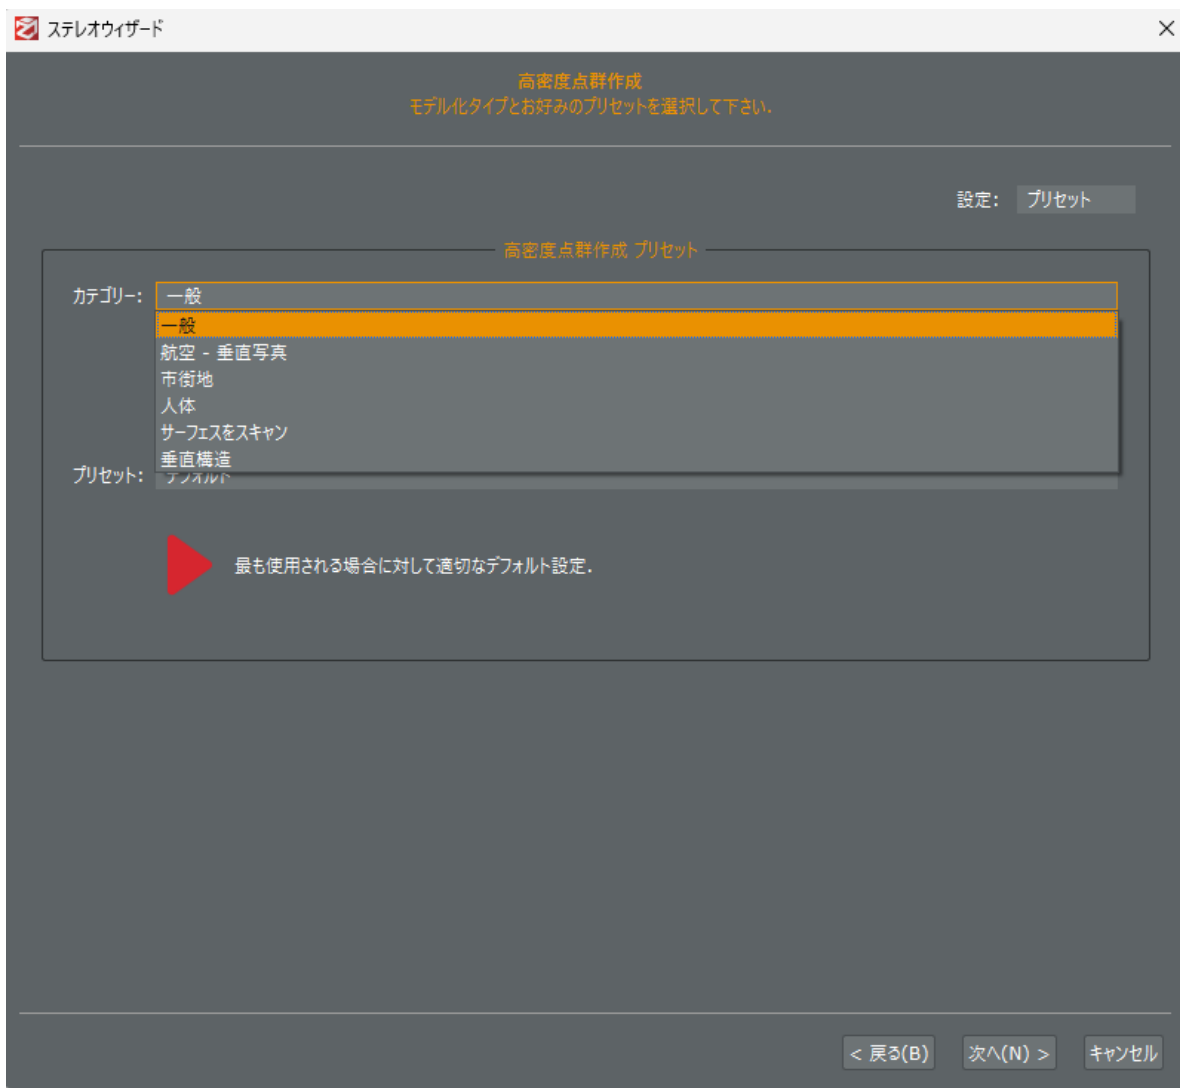 ステレオウィザード
高密度点群作成
モデル化タイプとお好みのプリセットを選択して下さい.
設定: プリセット
高密度点群作成 プリセット
カテゴリー: 一般
一般
航空 - 垂直写真
市街地
人体
サーフェスをスキャン
垂直構造
プリセット: デフォルト
最も使用される場合に対して適切なデフォルト設定.
< 戻る(B) 次へ(N) > キャンセル